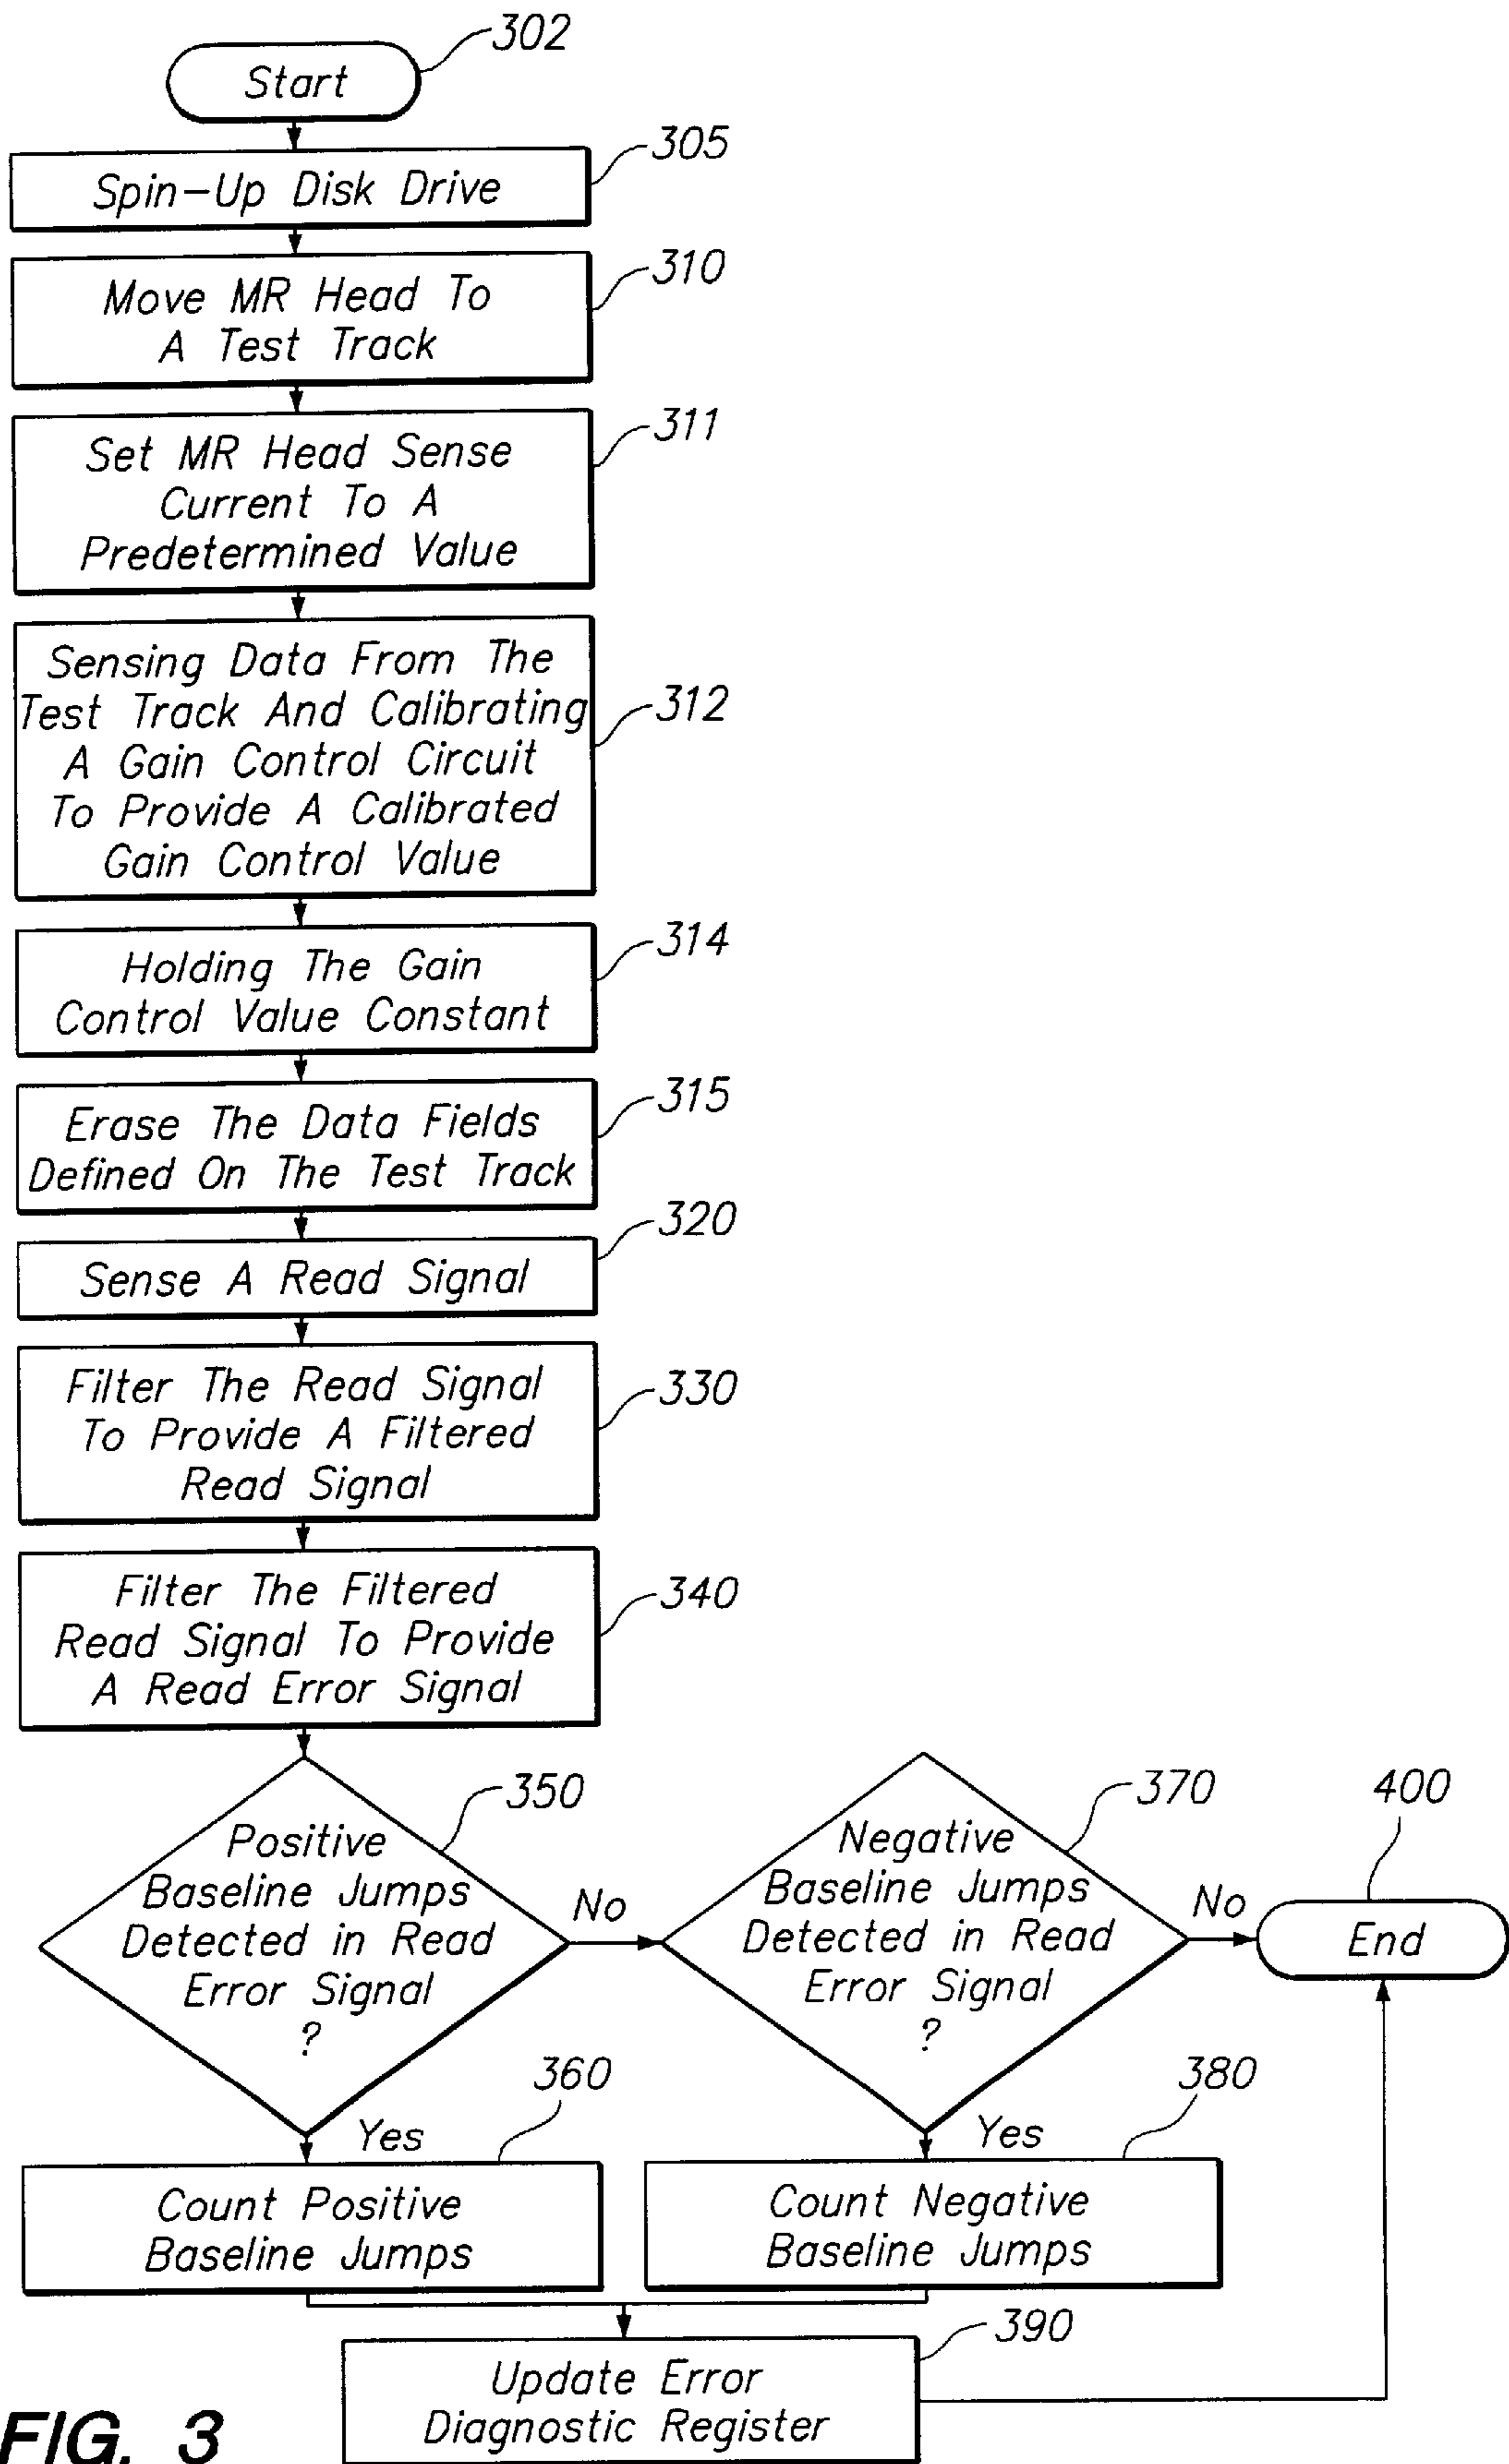 302
Start
305
Spin-Up Disk Drive
310
Move MR Head To
A Test Track
311
Set MR Head Sense
Current To A
Predetermined Value
312
Sensing Data From The
Test Track And Calibrating
A Gain Control Circuit
To Provide A Calibrated
Gain Control Value
314
Holding The Gain
Control Value Constant
315
Erase The Data Fields
Defined On The Test Track
320
Sense A Read Signal
330
Filter The Read Signal
To Provide A Filtered
Read Signal
340
Filter The Filtered
Read Signal To Provide
A Read Error Signal
350
Positive
Baseline Jumps
Detected in Read
Error Signal
?
No
370
Negative
Baseline Jumps
Detected in Read
Error Signal
?
No
400
End
Yes
360
Count Positive
Baseline Jumps
Yes
380
Count Negative
Baseline Jumps
390
Update Error
Diagnostic Register
FIG. 3